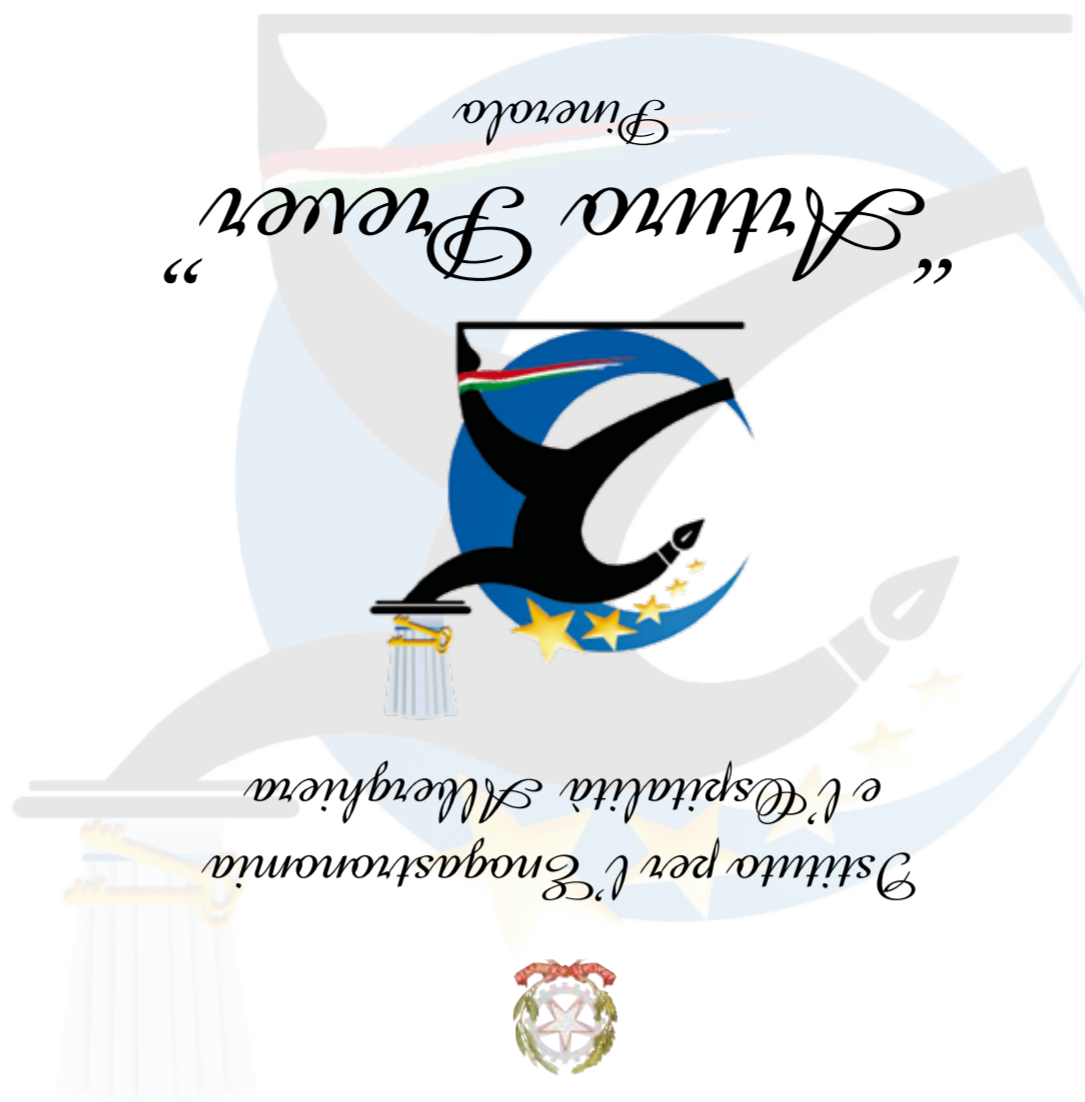 Istituto per l'Enogastronomia
e l'Ospitalità Alberghiera
“Arturo Prever”
Pinerolo